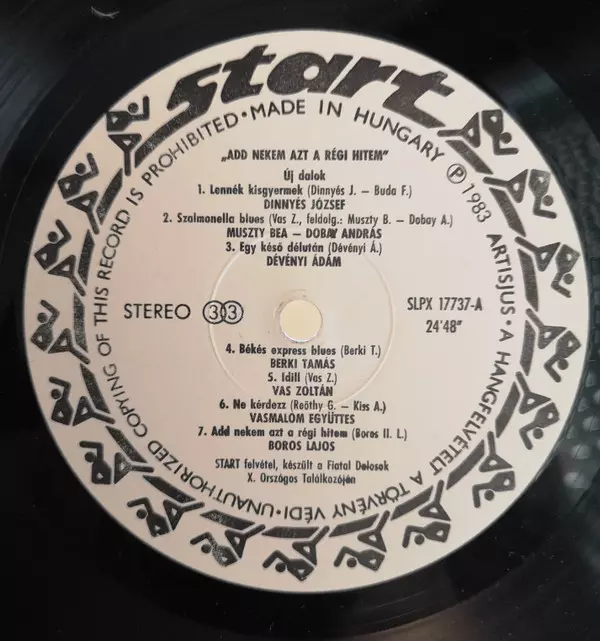 start
UNAUTHORIZED COPYING OF THIS RECORD IS PROHIBITED • MADE IN HUNGARY Ⓟ 1983 ARTISJUS • A HANGFELVÉTELT A TÖRVÉNY VÉDI •
„ADD NEKEM AZT A RÉGI HITEM"
Új dalok
1. Lennék kisgyermek (Dinnyés J. – Buda F.)
DINNYÉS JÓZSEF
2. Szalmonella blues (Vas Z., feldolg.: Muszty B. – Dobay A.)
MUSZTY BEA – DOBAY ANDRÁS
3. Egy késő délután (Dévényi Á.)
DÉVÉNYI ÁDÁM
STEREO 33
SLPX 17737-A
24'48"
4. Békés express blues (Berki T.)
BERKI TAMÁS
5. Idill (Vas Z.)
VAS ZOLTÁN
6. Ne kérdezz (Reöthy G. – Kiss A.)
VASMALOM EGYÜTTES
7. Add nekem azt a régi hitem (Boros II. L.)
BOROS LAJOS
START felvétel, készült a Fiatal Dalosok
X. Országos Találkozóján